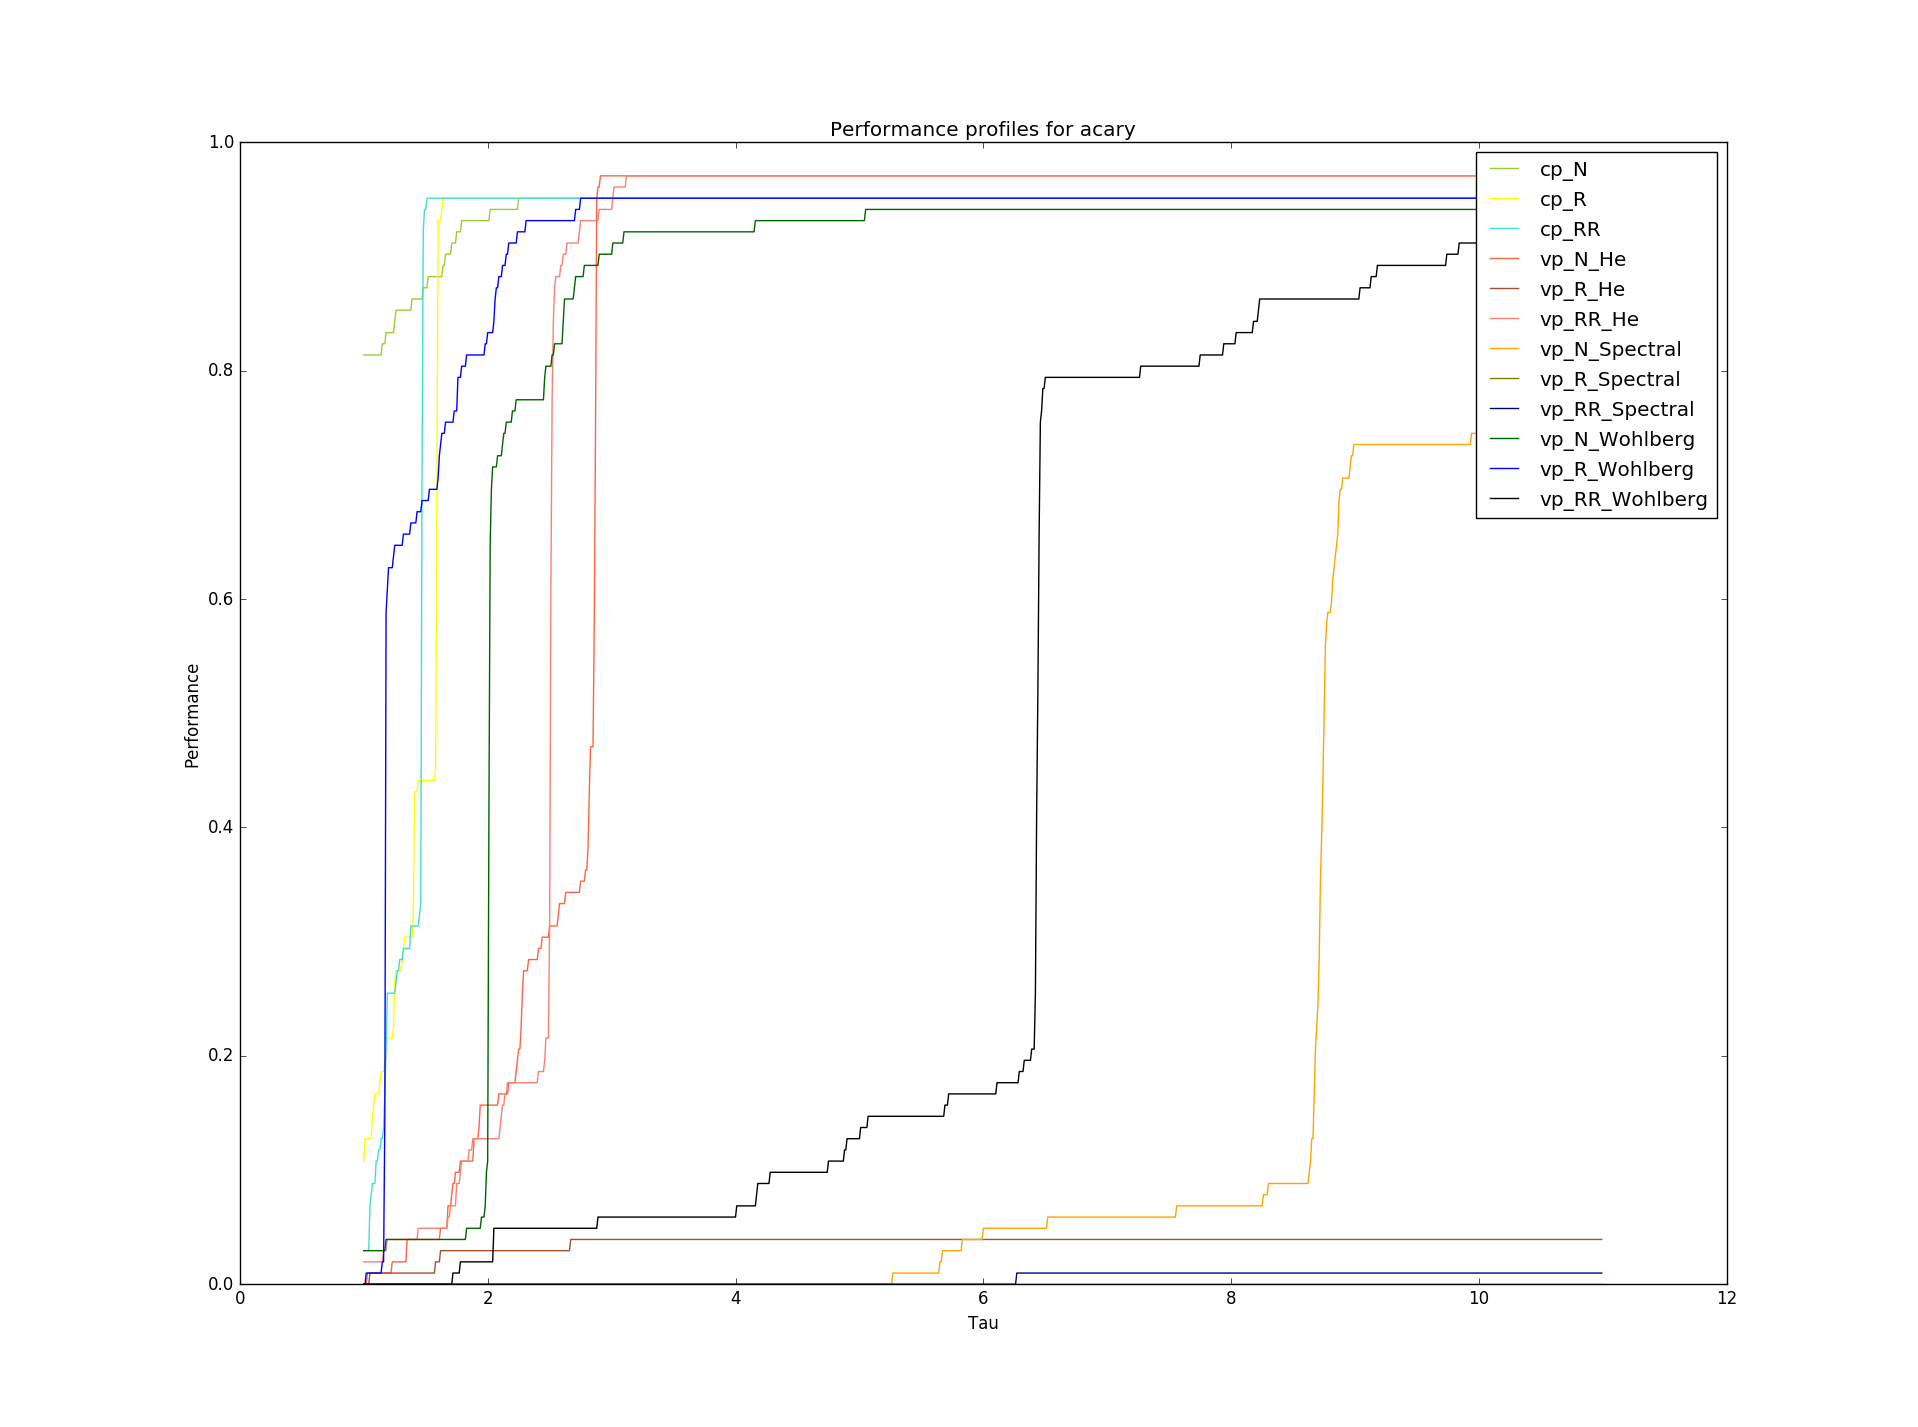 Performance profiles for acary
1.0
0.8
0.6
0.4
0.2
0.0
Performance
0
2
4
6
8
10
12
Tau
cp_N
cp_R
cp_RR
vp_N_He
vp_R_He
vp_RR_He
vp_N_Spectral
vp_R_Spectral
vp_RR_Spectral
vp_N_Wohlberg
vp_R_Wohlberg
vp_RR_Wohlberg